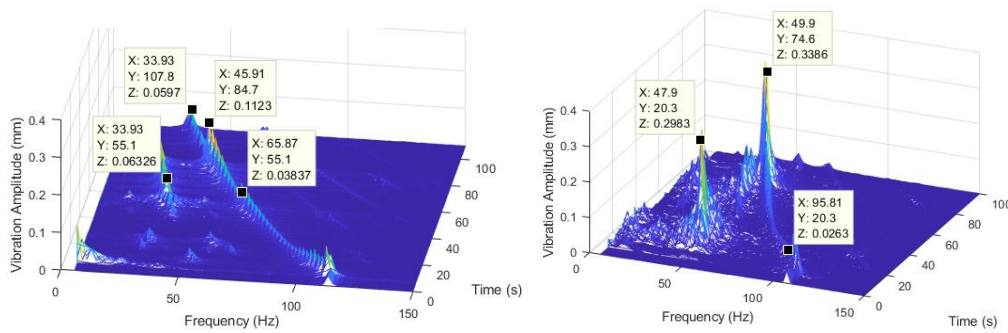 X: 33.93
Y: 107.8
Z: 0.0597
X: 45.91
Y: 84.7
Z: 0.1123
X: 33.93
Y: 55.1
Z: 0.06326
X: 65.87
Y: 55.1
Z: 0.03837
Vibration Amplitude (mm)
0.4
0.3
0.2
0.1
0
0
50
100
150
Frequency (Hz)
0
20
40
60
80
100
Time (s)
X: 49.9
Y: 74.6
Z: 0.3386
X: 47.9
Y: 20.3
Z: 0.2983
X: 95.81
Y: 20.3
Z: 0.0263
Vibration Amplitude (mm)
0.4
0.3
0.2
0.1
0
0
50
100
150
Frequency (Hz)
0
20
40
60
80
100
Time (s)